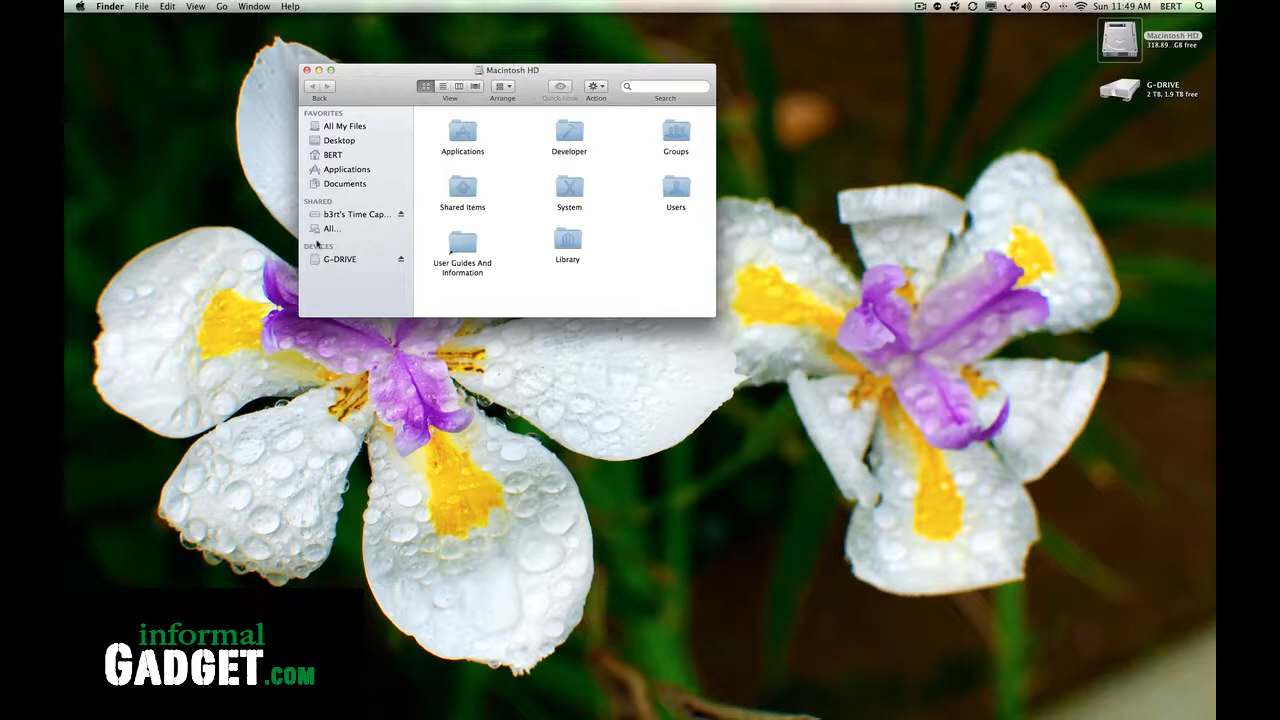 Finder File Edit View Go Window Help
Sun 11:49 AM BERT
Macintosh HD
318.89...GB free
G-DRIVE
2 TB, 1.9 TB free
Macintosh HD
Back
View
Arrange
Quick Look
Action
Search
FAVORITES
All My Files
Desktop
BERT
Applications
Documents
SHARED
b3rt's Time Cap...
All...
DEVICES
G-DRIVE
Applications
Developer
Groups
Shared Items
System
Users
User Guides And
Information
Library
informal
GADGET.COM